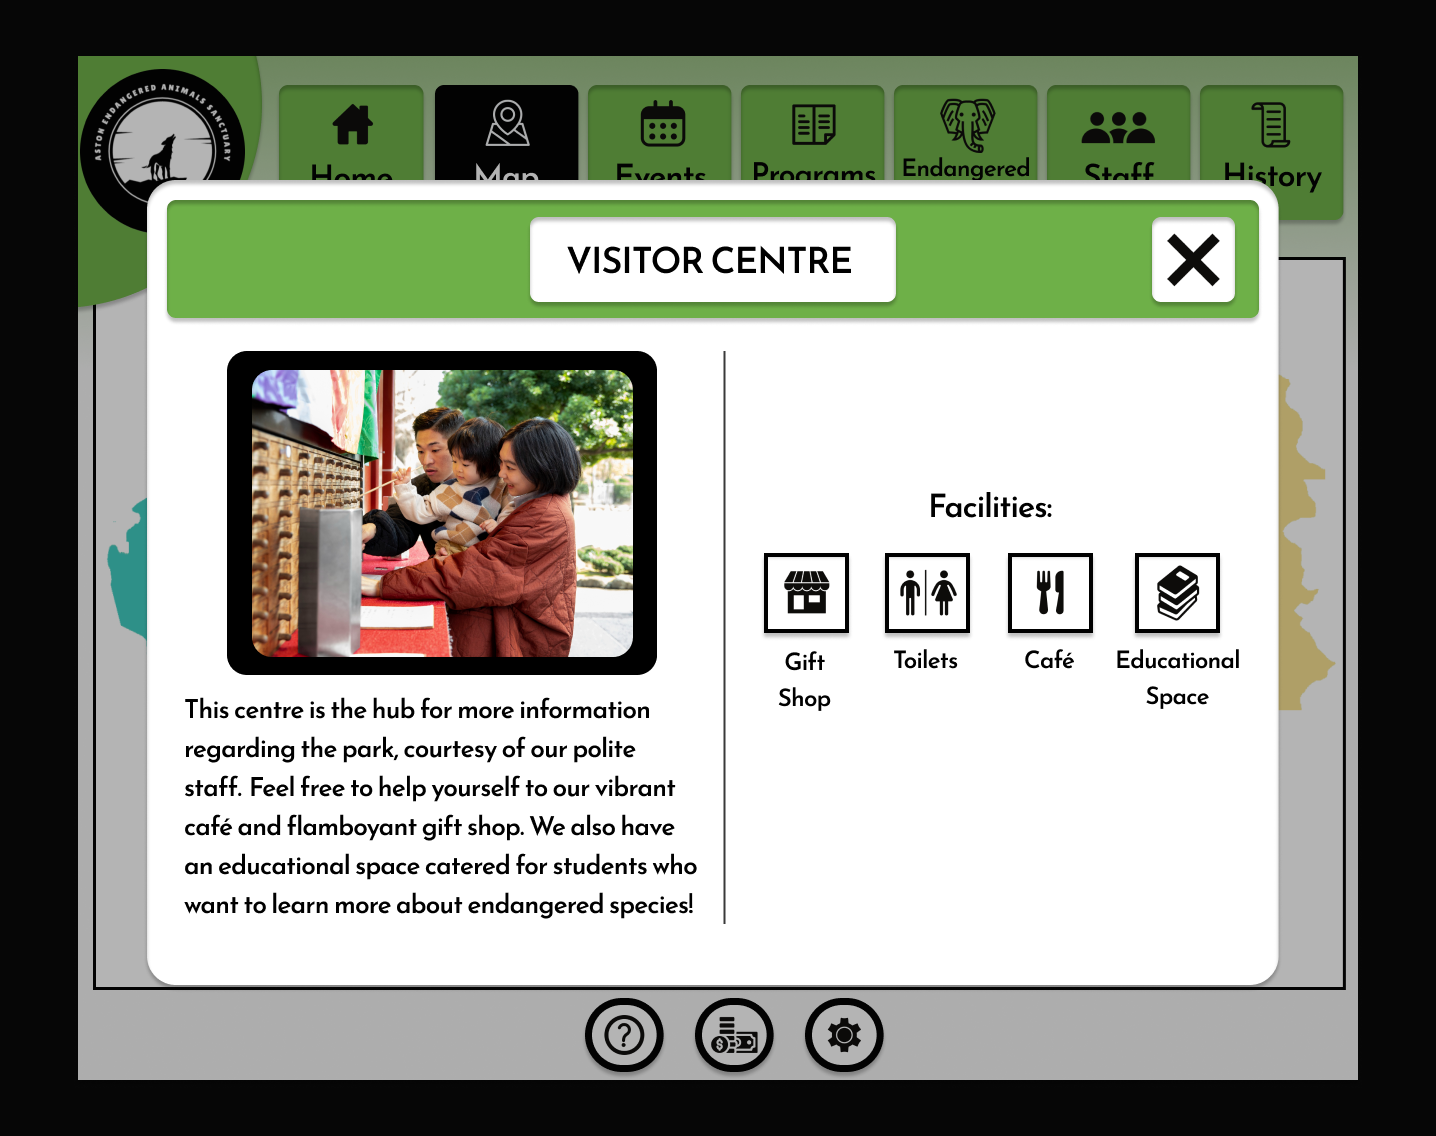 ASTON ENDANGERED ANIMALS SANCTUARY
Home
Map
Events
Programs
Endangered
Staff
History
VISITOR CENTRE
This centre is the hub for more information
regarding the park, courtesy of our polite
staff. Feel free to help yourself to our vibrant
café and flamboyant gift shop. We also have
an educational space catered for students who
want to learn more about endangered species!
Facilities:
Gift
Shop
Toilets
Café
Educational
Space